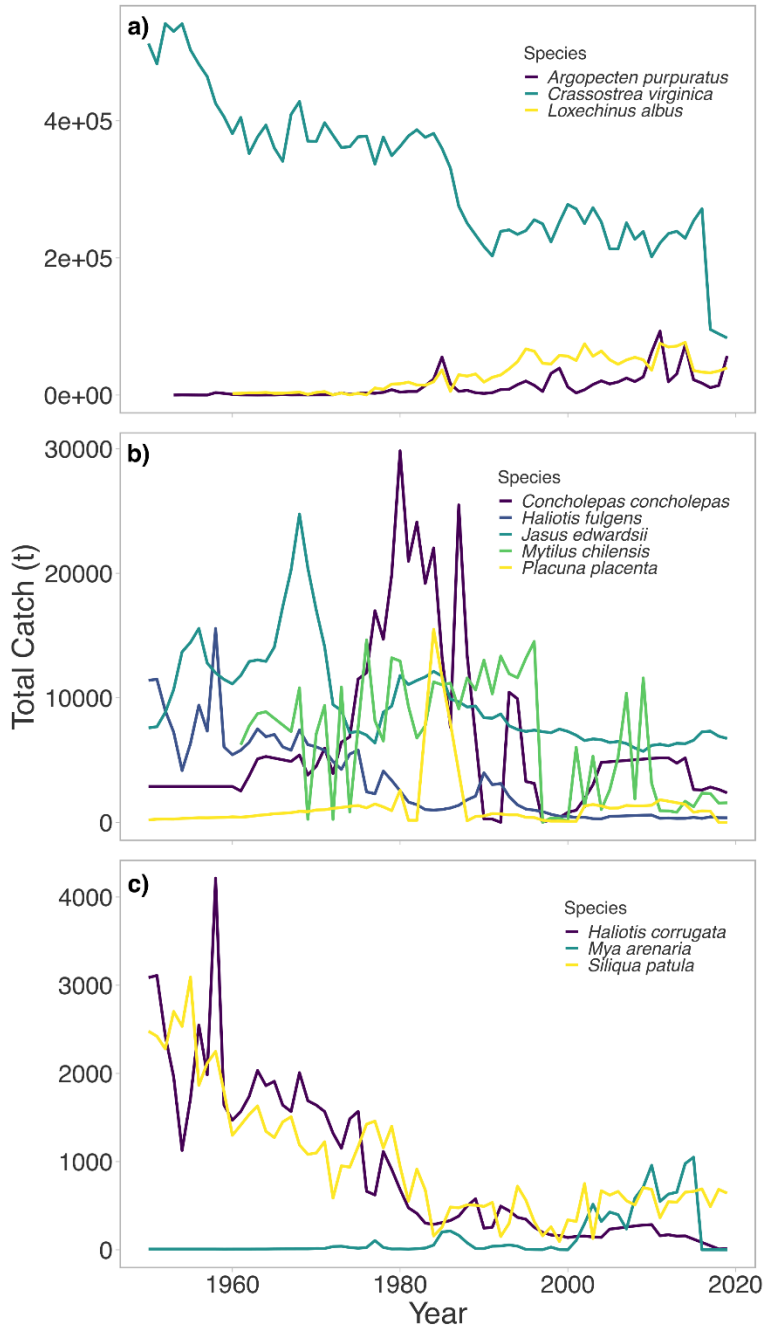 a)
Species
Argopecten purpuratus
Crassostrea virginica
Loxechinus albus
4e+05
2e+05
0e+00
b)
Species
Concholepas concholepas
Haliotis fulgens
Jasus edwardsii
Mytilus chilensis
Placuna placenta
30000
20000
10000
0
Total Catch (t)
c)
Species
Haliotis corrugata
Mya arenaria
Siliqua patula
4000
3000
2000
1000
0
1960 1980 2000 2020
Year